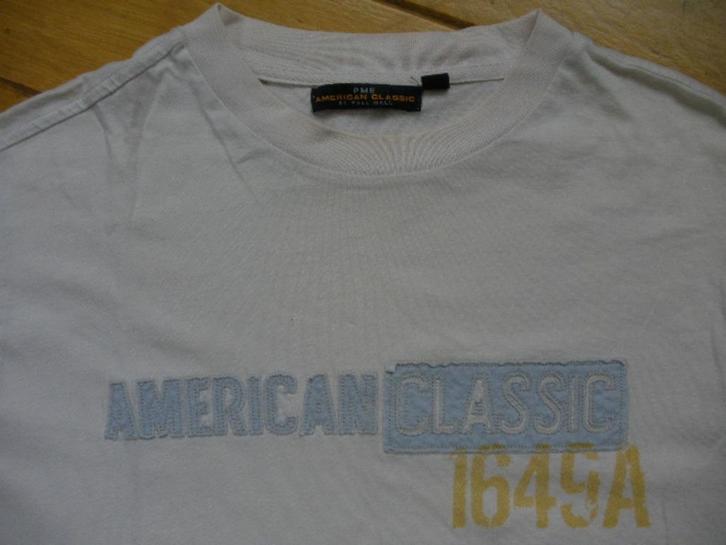 PME
AMERICAN CLASSIC
BY PALL MALL
AMERICAN CLASSIC
1645A